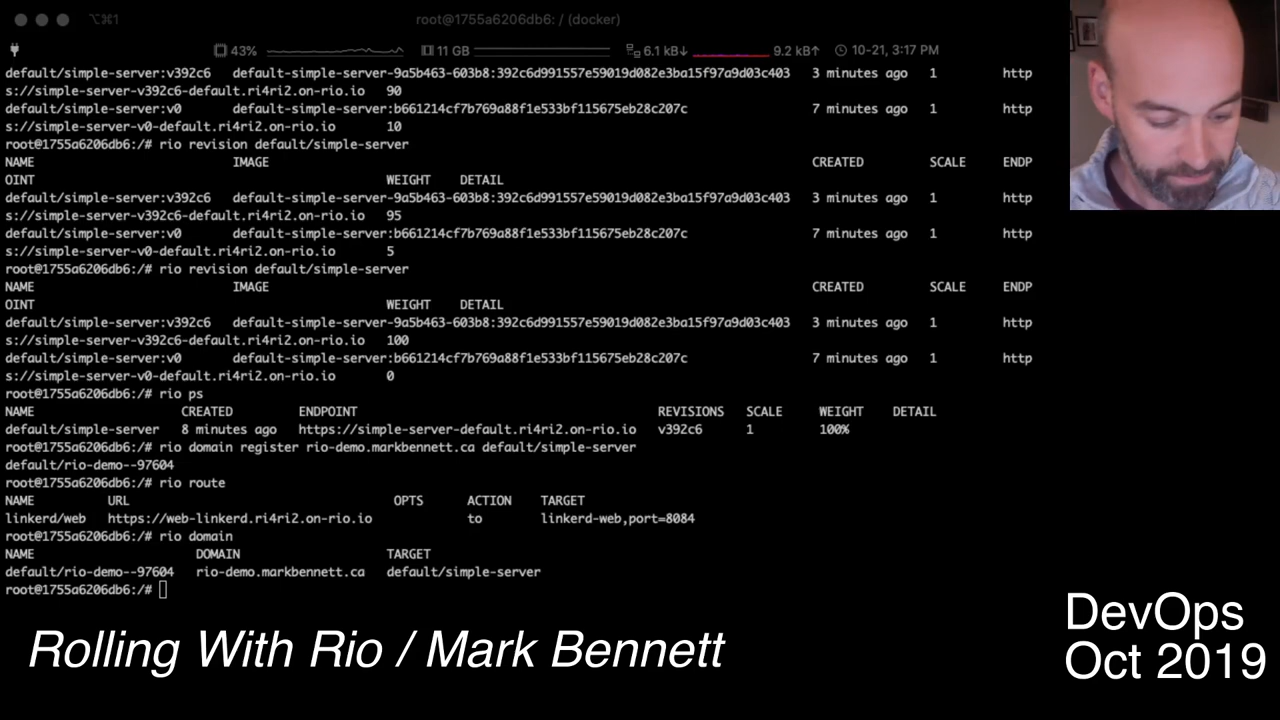 ⌥⌘1
root@1755a6206db6: / (docker)
43% 11 GB 6.1 kB↓ 9.2 kB↑ 10-21, 3:17 PM
default/simple-server:v392c6 default-simple-server-9a5b463-603b8:392c6d991557e59019d082e3ba15f97a9d03c403 3 minutes ago 1 http
s://simple-server-v392c6-default.ri4ri2.on-rio.io 90
default/simple-server:v0 default-simple-server:b661214cf7b769a88f1e533bf115675eb28c207c 7 minutes ago 1 http
s://simple-server-v0-default.ri4ri2.on-rio.io 10
root@1755a6206db6:/# rio revision default/simple-server
NAME IMAGE CREATED SCALE ENDP
OINT WEIGHT DETAIL
default/simple-server:v392c6 default-simple-server-9a5b463-603b8:392c6d991557e59019d082e3ba15f97a9d03c403 3 minutes ago 1 http
s://simple-server-v392c6-default.ri4ri2.on-rio.io 95
default/simple-server:v0 default-simple-server:b661214cf7b769a88f1e533bf115675eb28c207c 7 minutes ago 1 http
s://simple-server-v0-default.ri4ri2.on-rio.io 5
root@1755a6206db6:/# rio revision default/simple-server
NAME IMAGE CREATED SCALE ENDP
OINT WEIGHT DETAIL
default/simple-server:v392c6 default-simple-server-9a5b463-603b8:392c6d991557e59019d082e3ba15f97a9d03c403 3 minutes ago 1 http
s://simple-server-v392c6-default.ri4ri2.on-rio.io 100
default/simple-server:v0 default-simple-server:b661214cf7b769a88f1e533bf115675eb28c207c 7 minutes ago 1 http
s://simple-server-v0-default.ri4ri2.on-rio.io 0
root@1755a6206db6:/# rio ps
NAME CREATED ENDPOINT REVISIONS SCALE WEIGHT DETAIL
default/simple-server 8 minutes ago https://simple-server-default.ri4ri2.on-rio.io v392c6 1 100%
root@1755a6206db6:/# rio domain register rio-demo.markbennett.ca default/simple-server
default/rio-demo--97604
root@1755a6206db6:/# rio route
NAME URL OPTS ACTION TARGET
linkerd/web https://web-linkerd.ri4ri2.on-rio.io to linkerd-web,port=8084
root@1755a6206db6:/# rio domain
NAME DOMAIN TARGET
default/rio-demo--97604 rio-demo.markbennett.ca default/simple-server
root@1755a6206db6:/#
Rolling With Rio / Mark Bennett
DevOps
Oct 2019